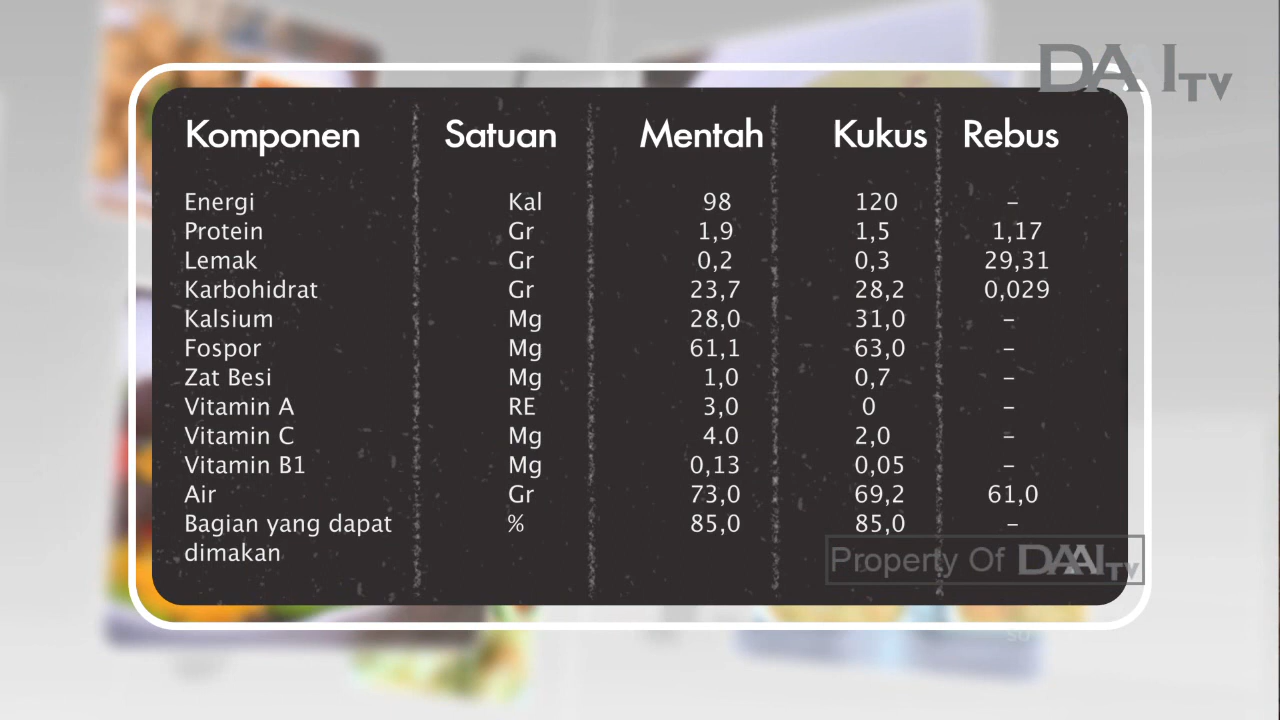 DAAI TV
Komponen Satuan Mentah Kukus Rebus
Energi Kal 98 120 –
Protein Gr 1,9 1,5 1,17
Lemak Gr 0,2 0,3 29,31
Karbohidrat Gr 23,7 28,2 0,029
Kalsium Mg 28,0 31,0 –
Fospor Mg 61,1 63,0 –
Zat Besi Mg 1,0 0,7 –
Vitamin A RE 3,0 0 –
Vitamin C Mg 4.0 2,0 –
Vitamin B1 Mg 0,13 0,05 –
Air Gr 73,0 69,2 61,0
Bagian yang dapat % 85,0 85,0 –
dimakan
Property Of DAAI TV